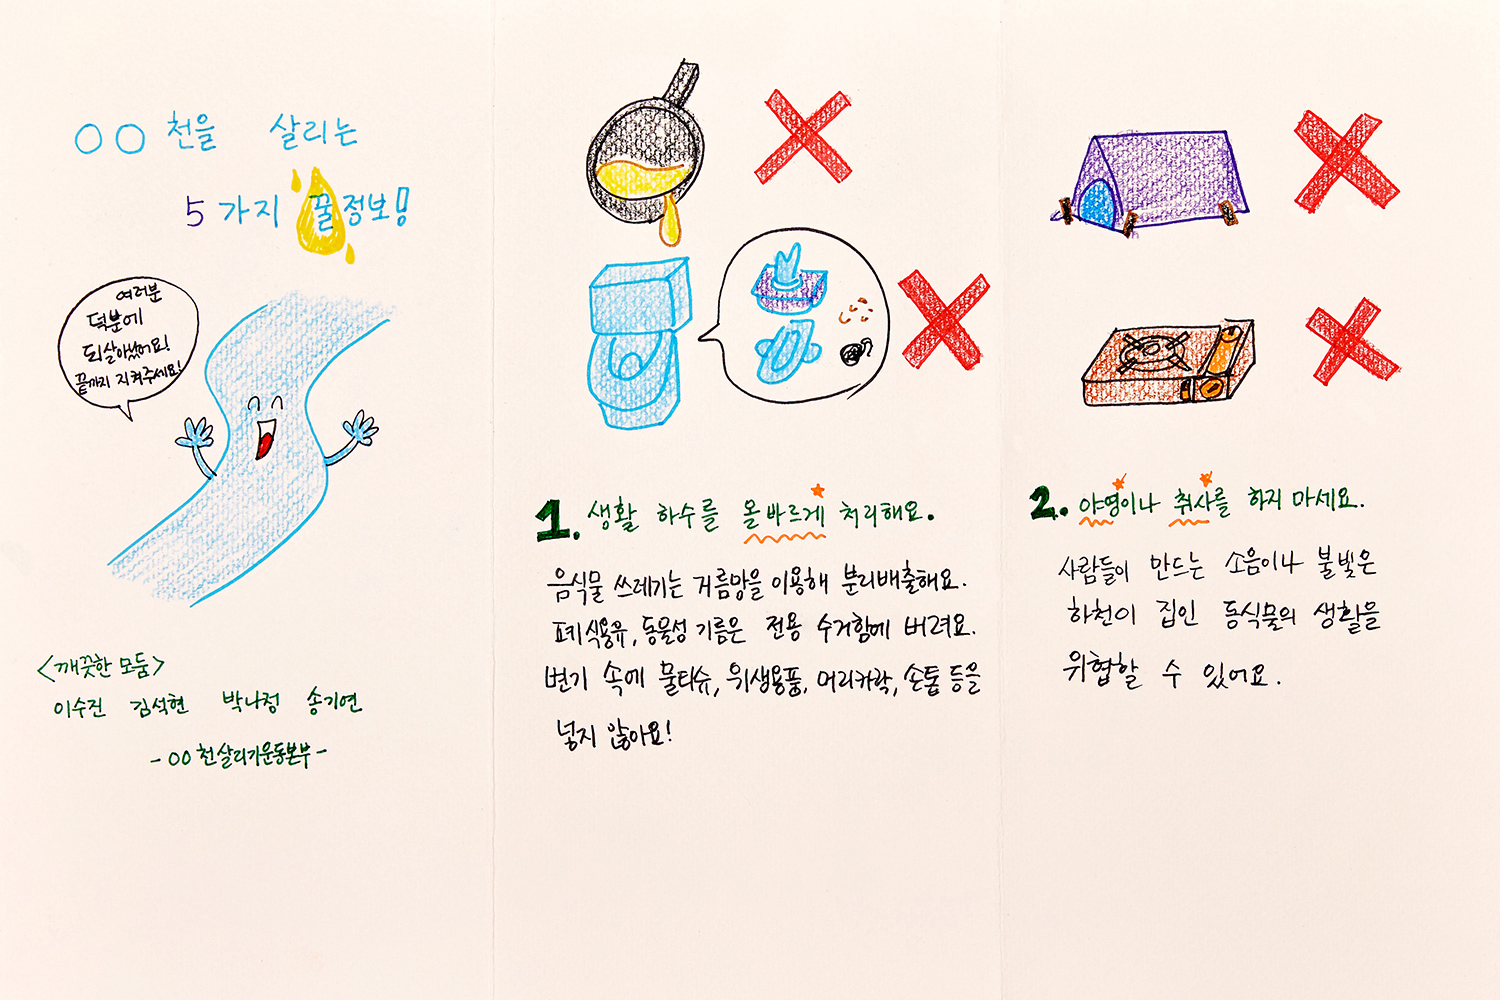 ○○ 천을 살리는
5가지 꿀정보!
여러분
덕분에
되살아났어요!
끝까지 지켜주세요!
<깨끗한 모둠>
이수진 김석현 박나정 송기연
- ○○천살리기운동본부 -
1. 생활 하수를 올바르게 처리해요.
음식물 쓰레기는 거름망을 이용해 분리배출해요.
폐식용유, 동물성 기름은 전용 수거함에 버려요.
변기 속에 물티슈, 위생용품, 머리카락, 손톱 등을
넣지 않아요!
2. 야영이나 취사를 하지 마세요.
사람들이 만드는 소음이나 불빛은
하천이 집인 동식물의 생활을
위협할 수 있어요.